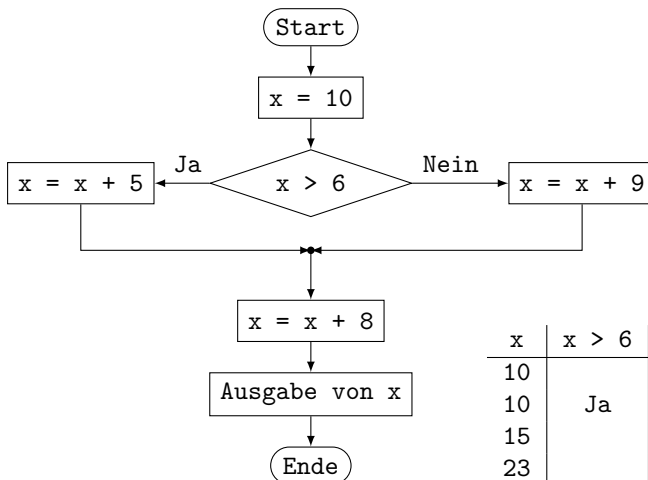 Start
x = 10
Ja
x > 6
Nein
x = x + 5
x = x + 9
x = x + 8
Ausgabe von x
Ende
x x > 6
10
10 Ja
15
23